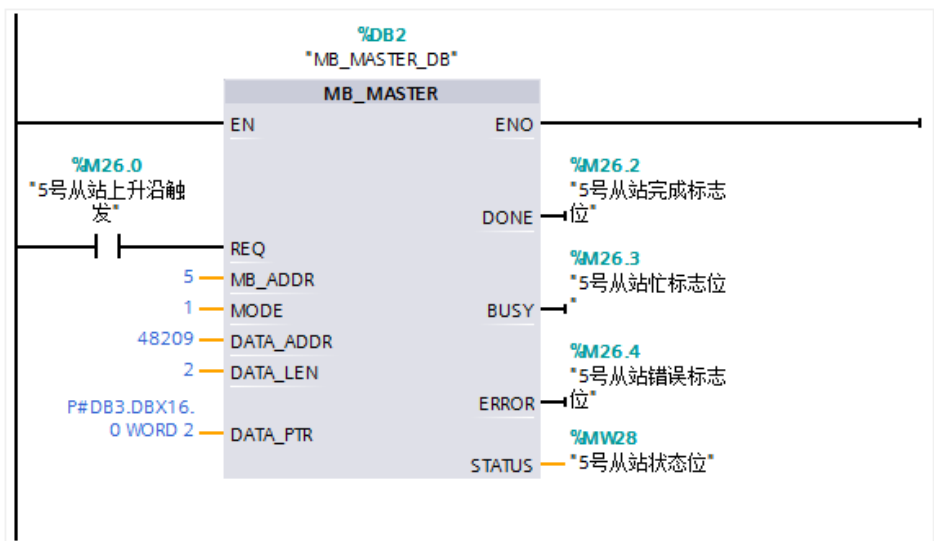 %DB2
"MB_MASTER_DB"
MB_MASTER
EN
ENO
%M26.0
"5号从站上升沿触
发"
%M26.2
"5号从站完成标志
位"
DONE
REQ
5
MB_ADDR
%M26.3
"5号从站忙标志位
"
1
MODE
BUSY
48209
DATA_ADDR
2
DATA_LEN
%M26.4
"5号从站错误标志
位"
ERROR
P#DB3.DBX16.
0 WORD 2
DATA_PTR
%MW28
"5号从站状态位"
STATUS